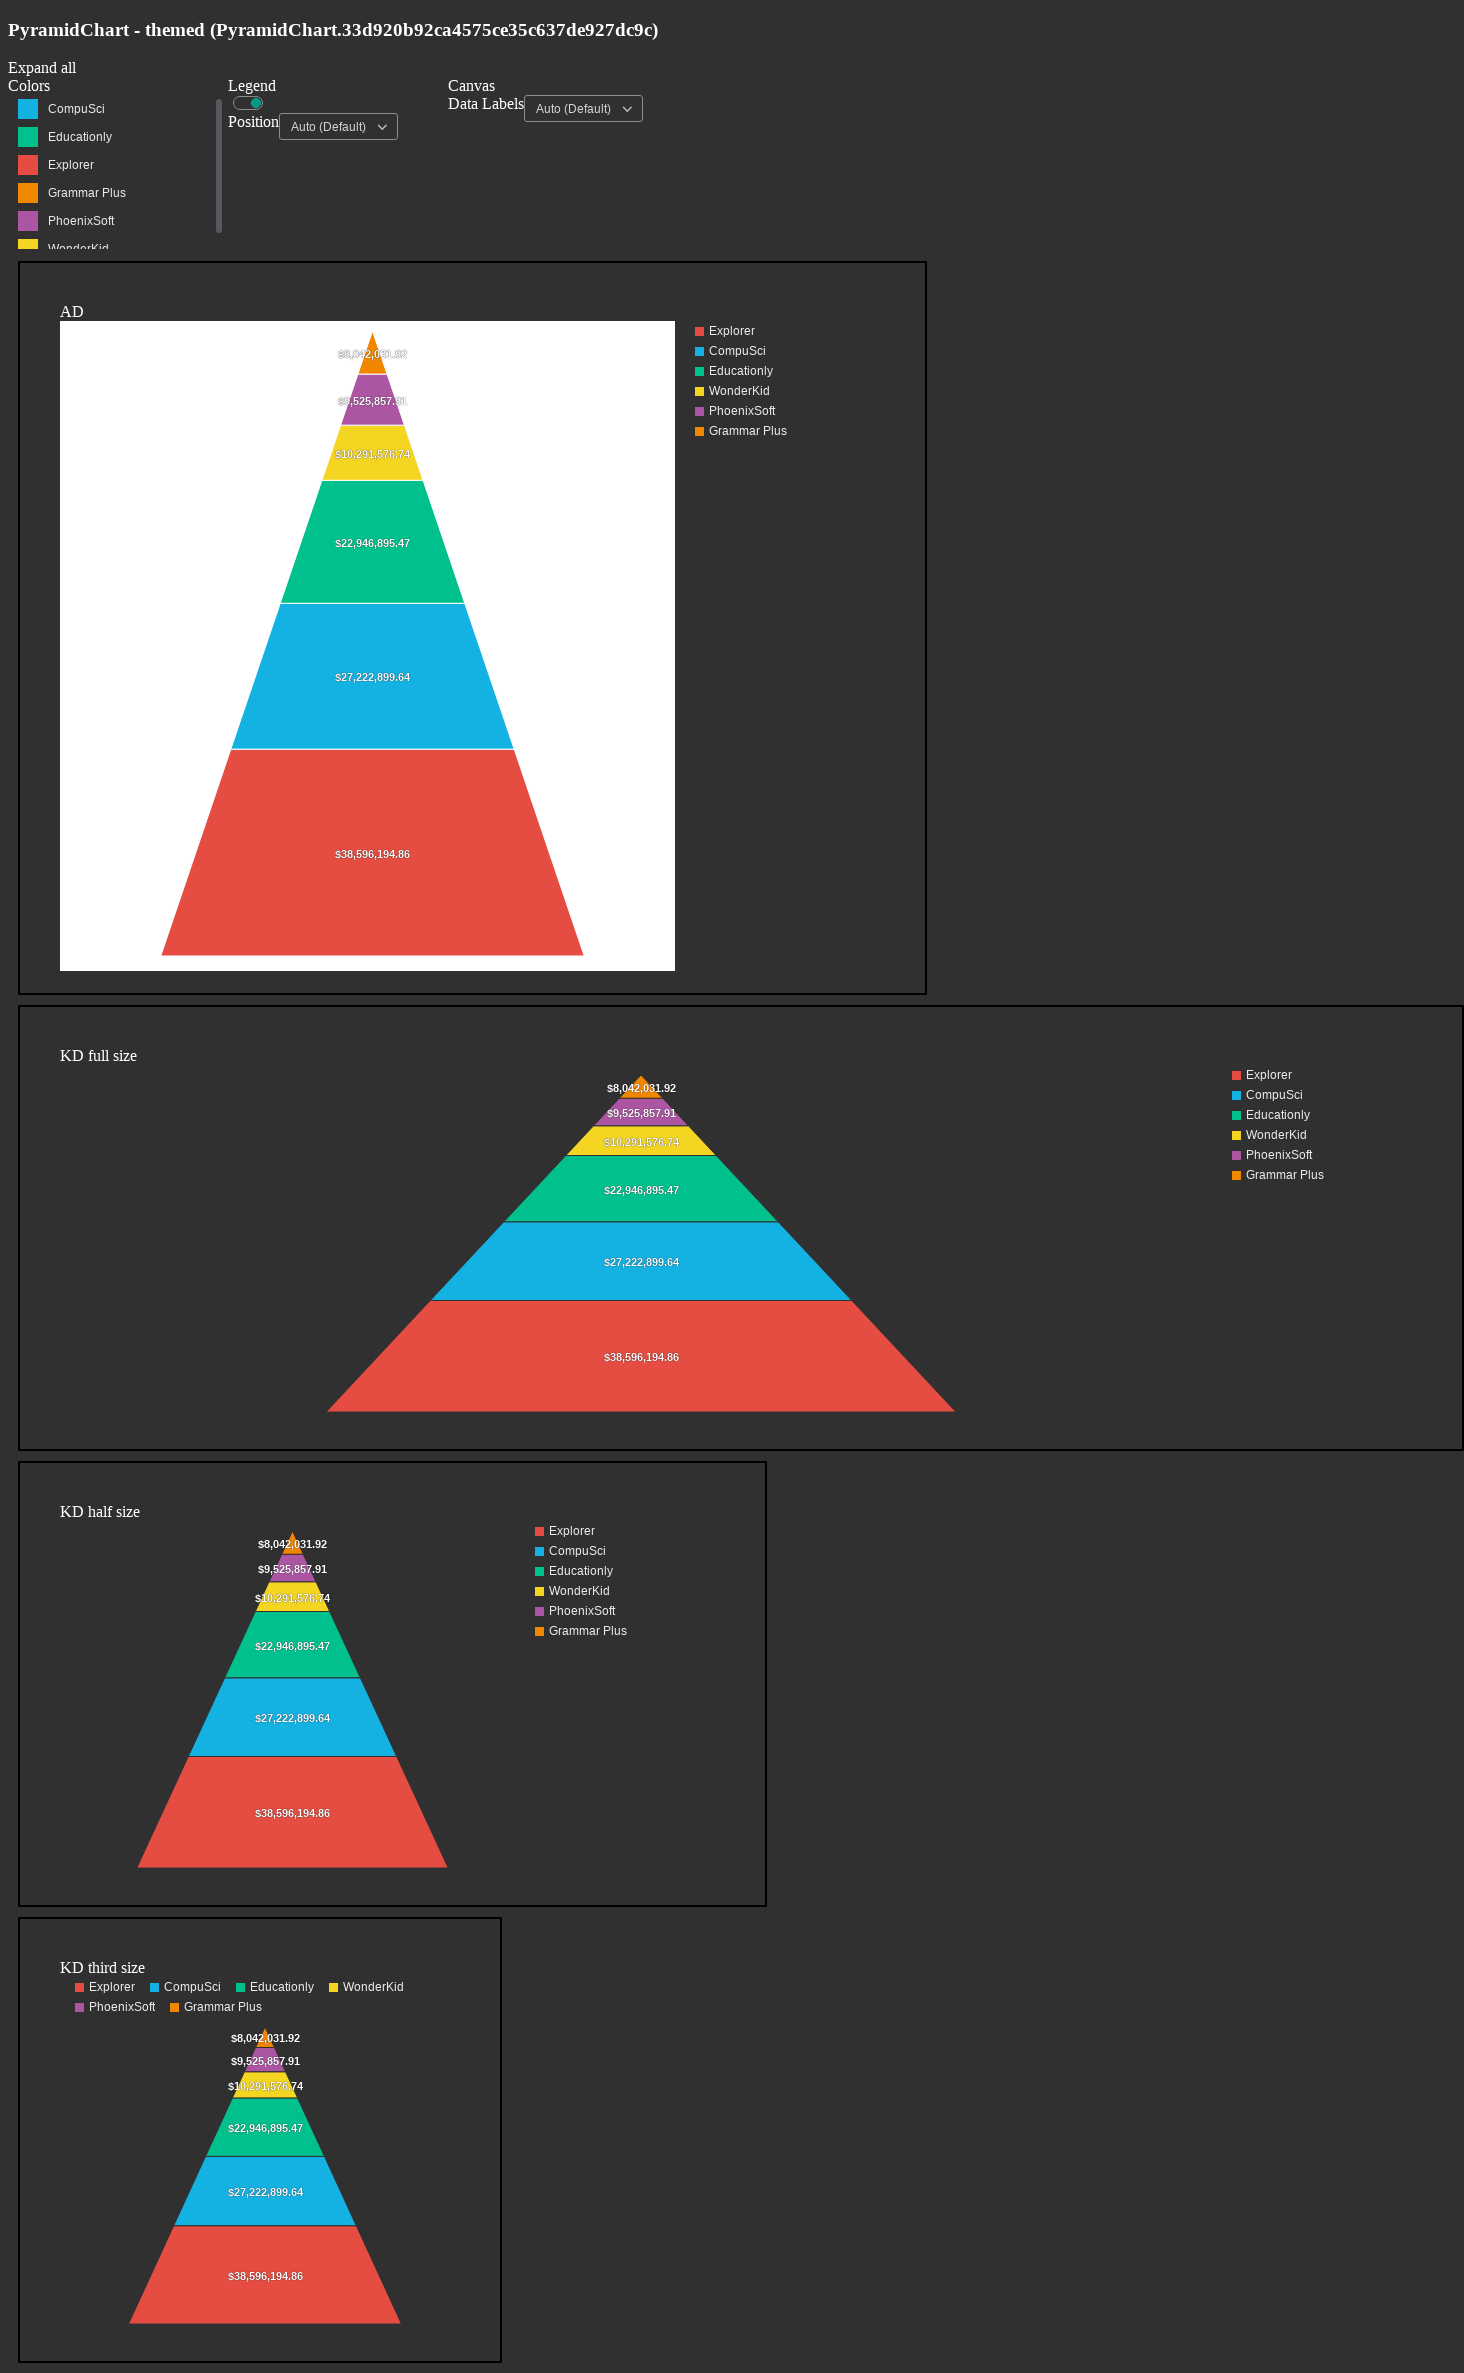 PyramidChart - themed (PyramidChart.33d920b92ca4575ce35c637de927dc9c)
Expand all
Colors
CompuSci
Educationly
Explorer
Grammar Plus
PhoenixSoft
WonderKid
Legend
Position Auto (Default)
Canvas
Data Labels Auto (Default)
AD
$8,042,031.92
$9,525,857.91
$10,291,576.74
$22,946,895.47
$27,222,899.64
$38,596,194.86
Explorer
CompuSci
Educationly
WonderKid
PhoenixSoft
Grammar Plus
KD full size
$8,042,031.92
$9,525,857.91
$10,291,576.74
$22,946,895.47
$27,222,899.64
$38,596,194.86
Explorer
CompuSci
Educationly
WonderKid
PhoenixSoft
Grammar Plus
KD half size
$8,042,031.92
$9,525,857.91
$10,291,576.74
$22,946,895.47
$27,222,899.64
$38,596,194.86
Explorer
CompuSci
Educationly
WonderKid
PhoenixSoft
Grammar Plus
KD third size
Explorer CompuSci Educationly WonderKid
PhoenixSoft Grammar Plus
$8,042,031.92
$9,525,857.91
$10,291,576.74
$22,946,895.47
$27,222,899.64
$38,596,194.86